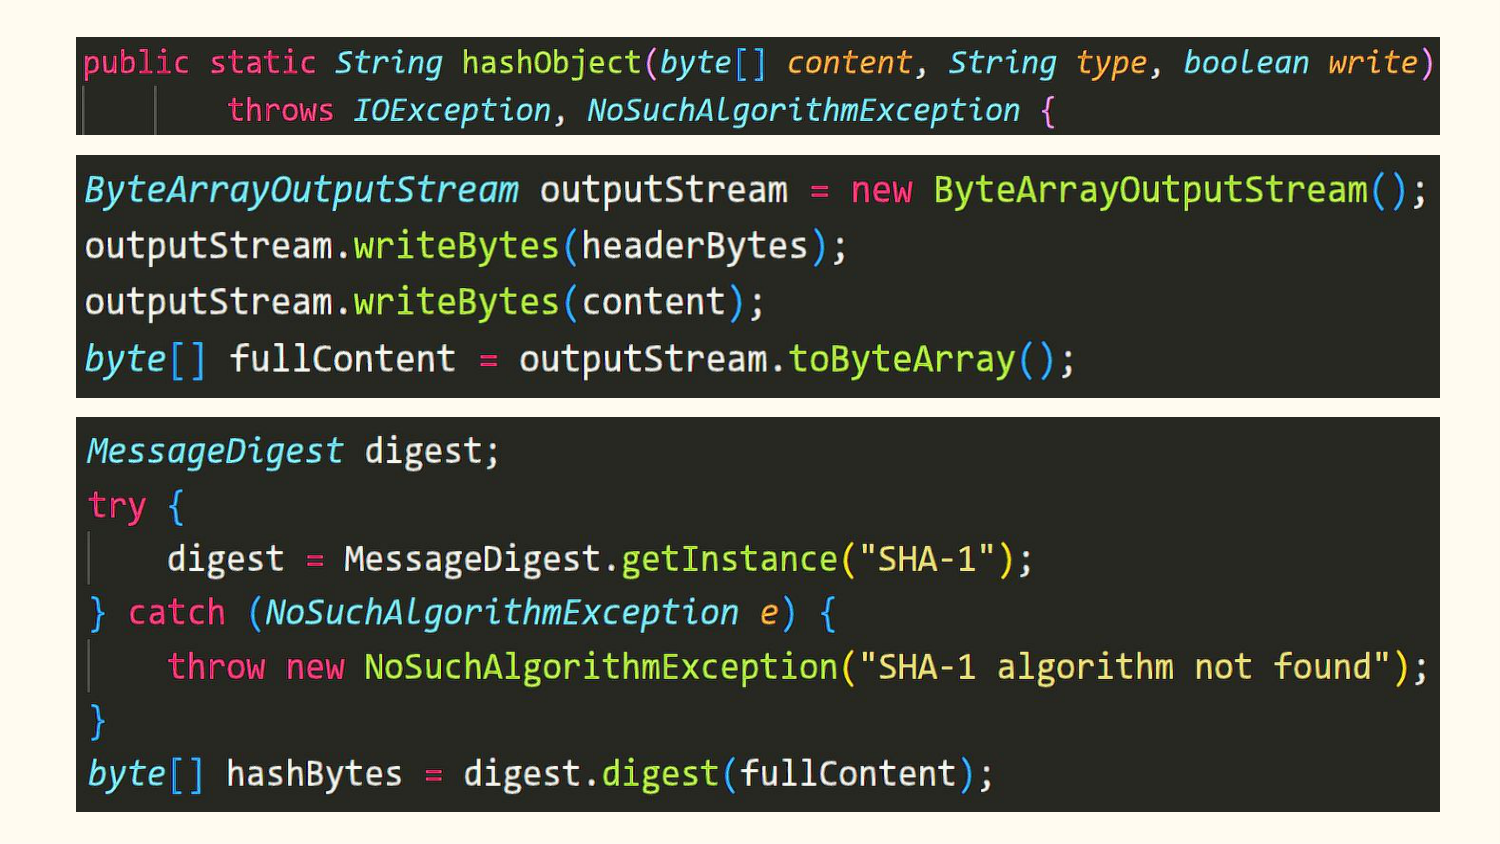 public static String hashObject(byte[] content, String type, boolean write)
throws IOException, NoSuchAlgorithmException {
ByteArrayOutputStream outputStream = new ByteArrayOutputStream();
outputStream.writeBytes(headerBytes);
outputStream.writeBytes(content);
byte[] fullContent = outputStream.toByteArray();
MessageDigest digest;
try {
digest = MessageDigest.getInstance("SHA-1");
} catch (NoSuchAlgorithmException e) {
throw new NoSuchAlgorithmException("SHA-1 algorithm not found");
}
byte[] hashBytes = digest.digest(fullContent);